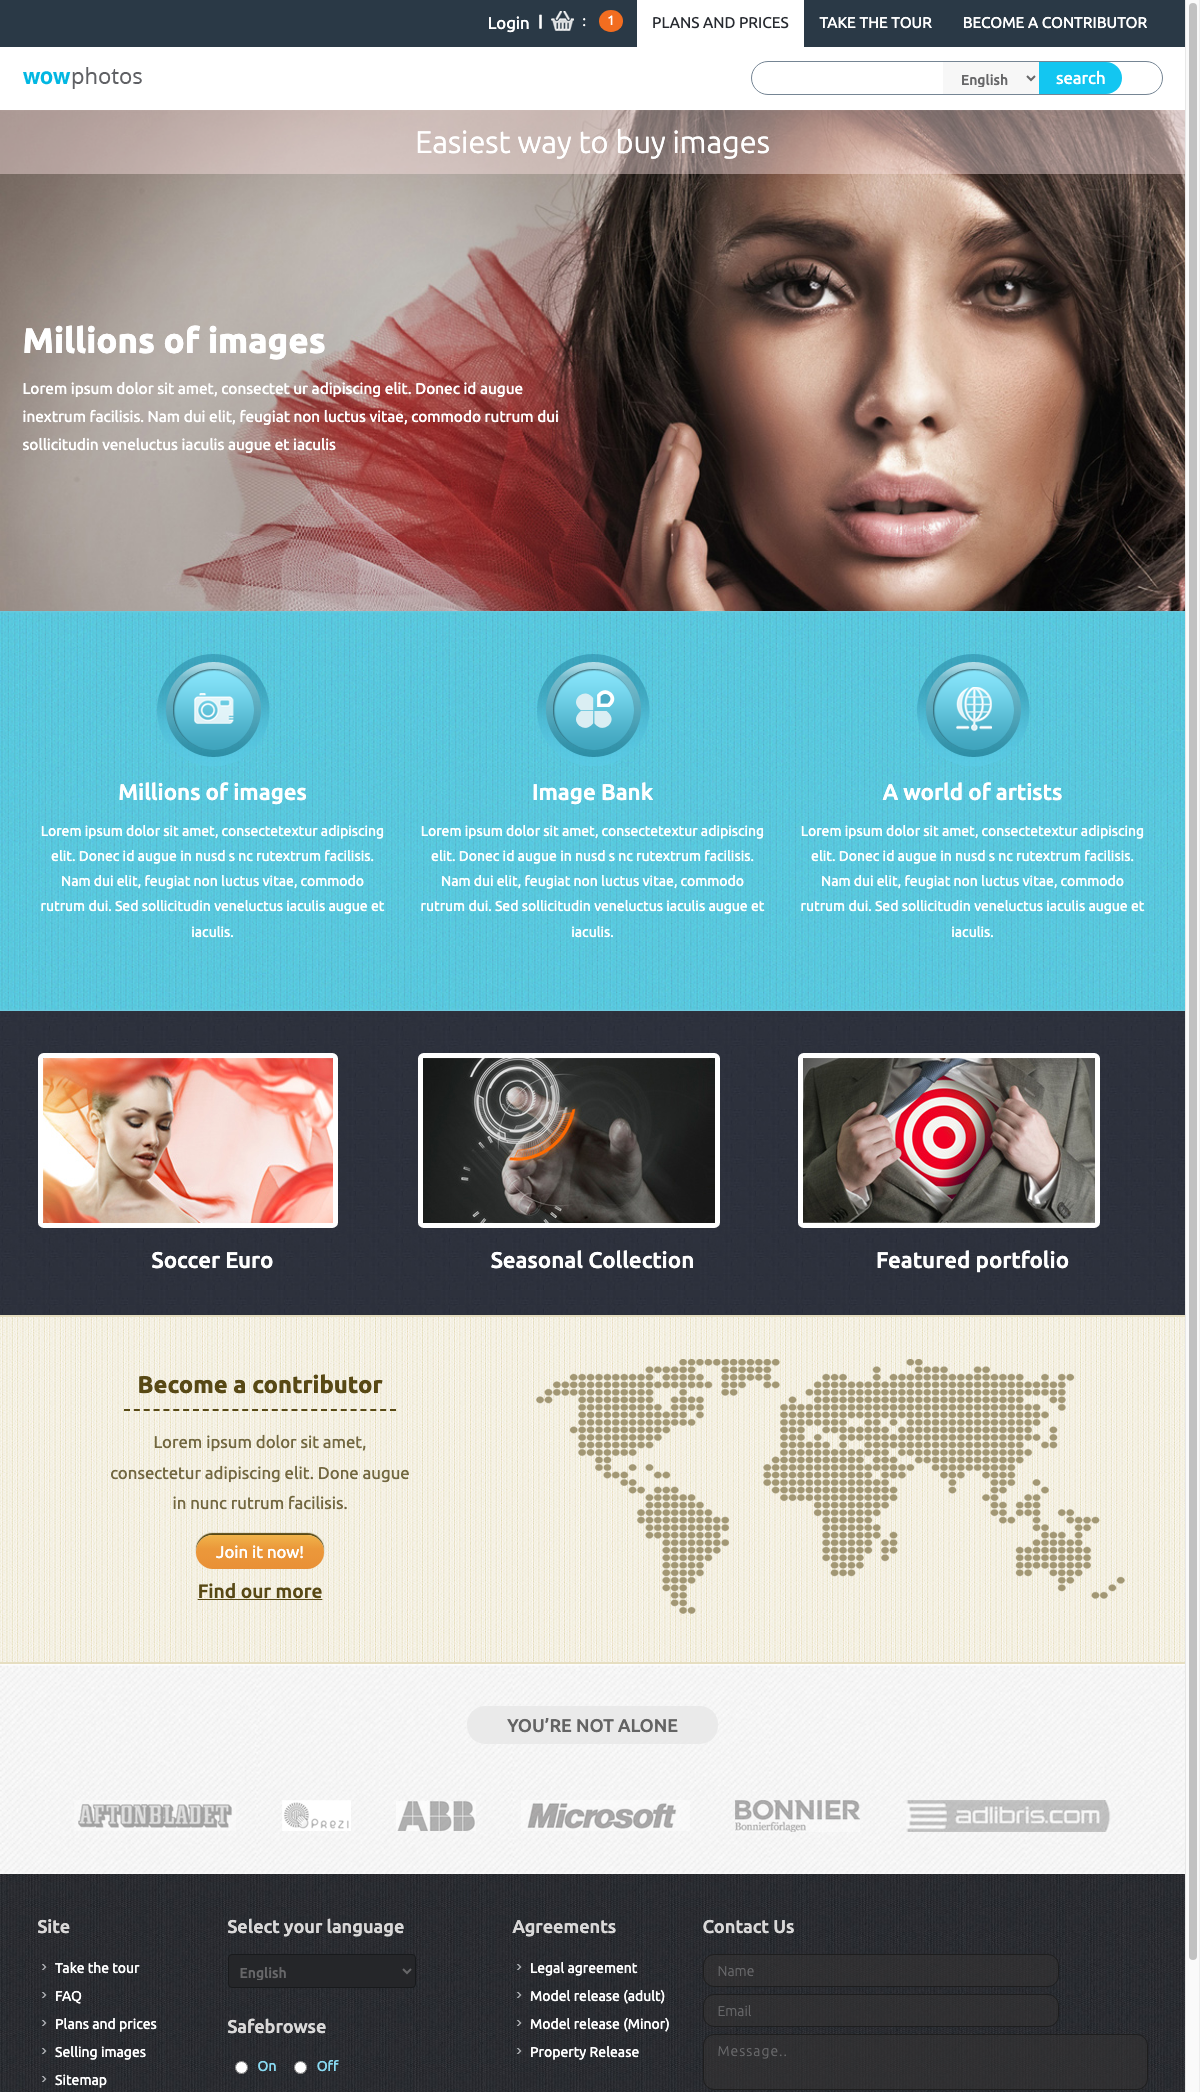 Login | : 1 PLANS AND PRICES TAKE THE TOUR BECOME A CONTRIBUTOR
wowphotos English search
Easiest way to buy images
Millions of images
Lorem ipsum dolor sit amet, consectet ur adipiscing elit. Donec id augue
inextrum facilisis. Nam dui elit, feugiat non luctus vitae, commodo rutrum dui
sollicitudin veneluctus iaculis augue et iaculis
Millions of images
Lorem ipsum dolor sit amet, consectetextur adipiscing
elit. Donec id augue in nusd s nc rutextrum facilisis.
Nam dui elit, feugiat non luctus vitae, commodo
rutrum dui. Sed sollicitudin veneluctus iaculis augue et
iaculis.
Image Bank
Lorem ipsum dolor sit amet, consectetextur adipiscing
elit. Donec id augue in nusd s nc rutextrum facilisis.
Nam dui elit, feugiat non luctus vitae, commodo
rutrum dui. Sed sollicitudin veneluctus iaculis augue et
iaculis.
A world of artists
Lorem ipsum dolor sit amet, consectetextur adipiscing
elit. Donec id augue in nusd s nc rutextrum facilisis.
Nam dui elit, feugiat non luctus vitae, commodo
rutrum dui. Sed sollicitudin veneluctus iaculis augue et
iaculis.
Soccer Euro
Seasonal Collection
Featured portfolio
Become a contributor
Lorem ipsum dolor sit amet,
consectetur adipiscing elit. Done augue
in nunc rutrum facilisis.
Join it now!
Find our more
YOU'RE NOT ALONE
AFTONBLADET
PREZI
ABB
Microsoft
BONNIER
Bonnierförlagen
adlibris.com
Site
Take the tour
FAQ
Plans and prices
Selling images
Sitemap
Select your language
English
Safebrowse
On Off
Agreements
Legal agreement
Model release (adult)
Model release (Minor)
Property Release
Contact Us
Name
Email
Message..